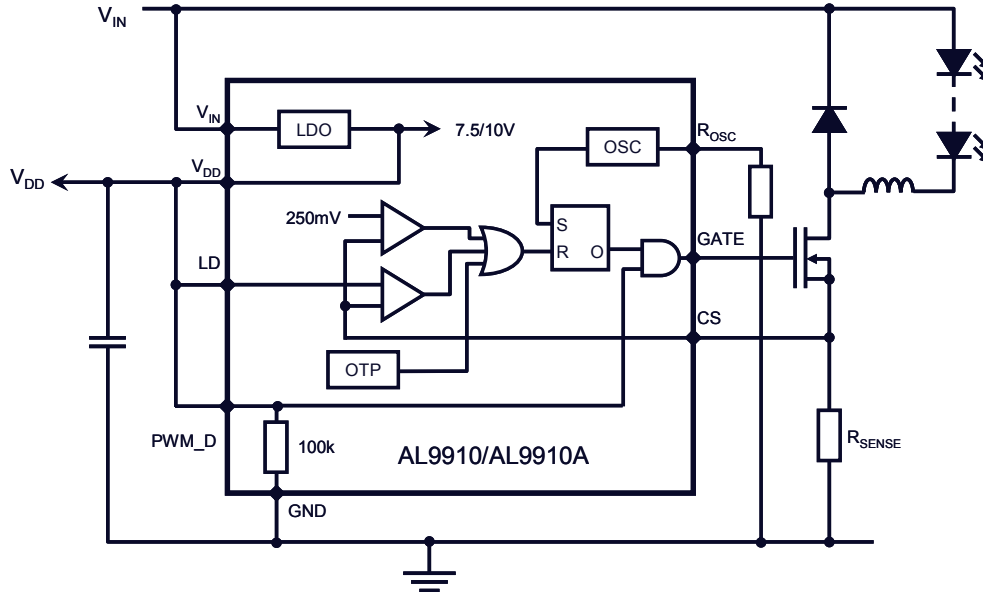 VIN
VIN
LDO
7.5/10V
ROSC
OSC
VDD
VDD
250mV
S
R
O
GATE
LD
CS
OTP
PWM_D
100k
AL9910/AL9910A
RSENSE
GND